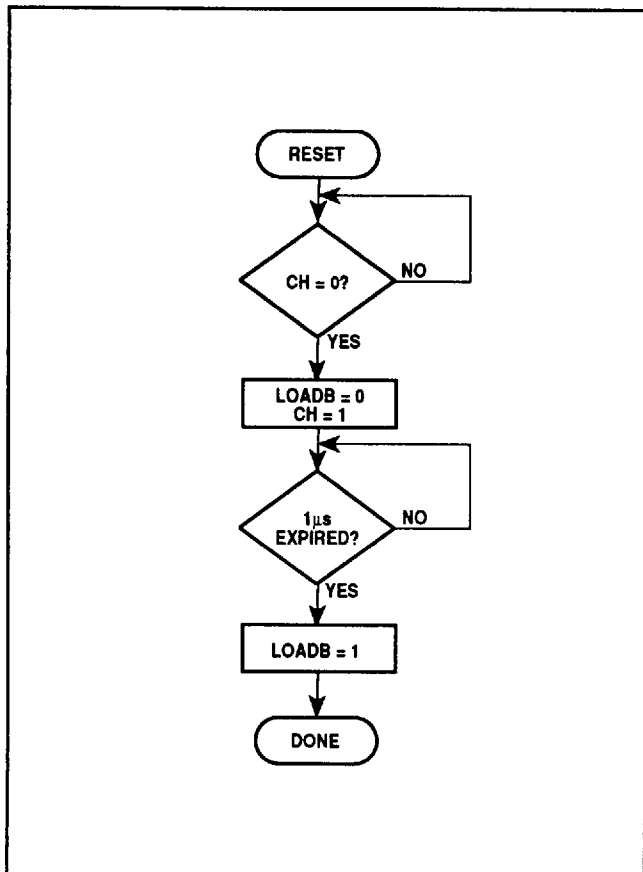 RESET
CH = 0?
NO
YES
LOADB = 0
CH = 1
1μs
EXPIRED?
NO
YES
LOADB = 1
DONE